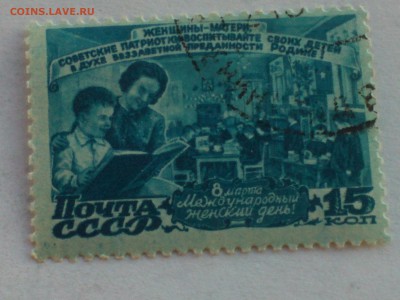 COINS.LAVE.RU
ЖЕНЩИНЫ-МАТЕРИ,
СОВЕТСКИЕ ПАТРИОТКИ, ВОСПИТЫВАЙТЕ СВОИХ ДЕТЕЙ
В ДУХЕ БЕЗЗАВЕТНОЙ ПРЕДАННОСТИ РОДИНЕ!
8 МАРТА
МЕЖДУНАРОДНЫЙ
ЖЕНСКИЙ ДЕНЬ!
ПОЧТА
СССР
15
КОП